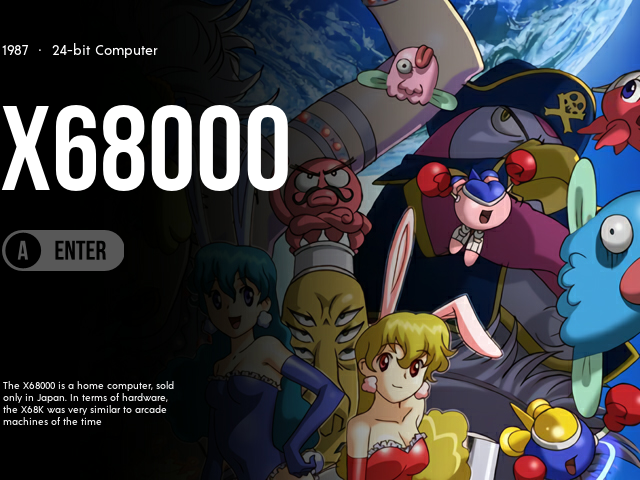 1987 · 24-bit Computer
X68000
A ENTER
The X68000 is a home computer, sold
only in Japan. In terms of hardware,
the X68K was very similar to arcade
machines of the time